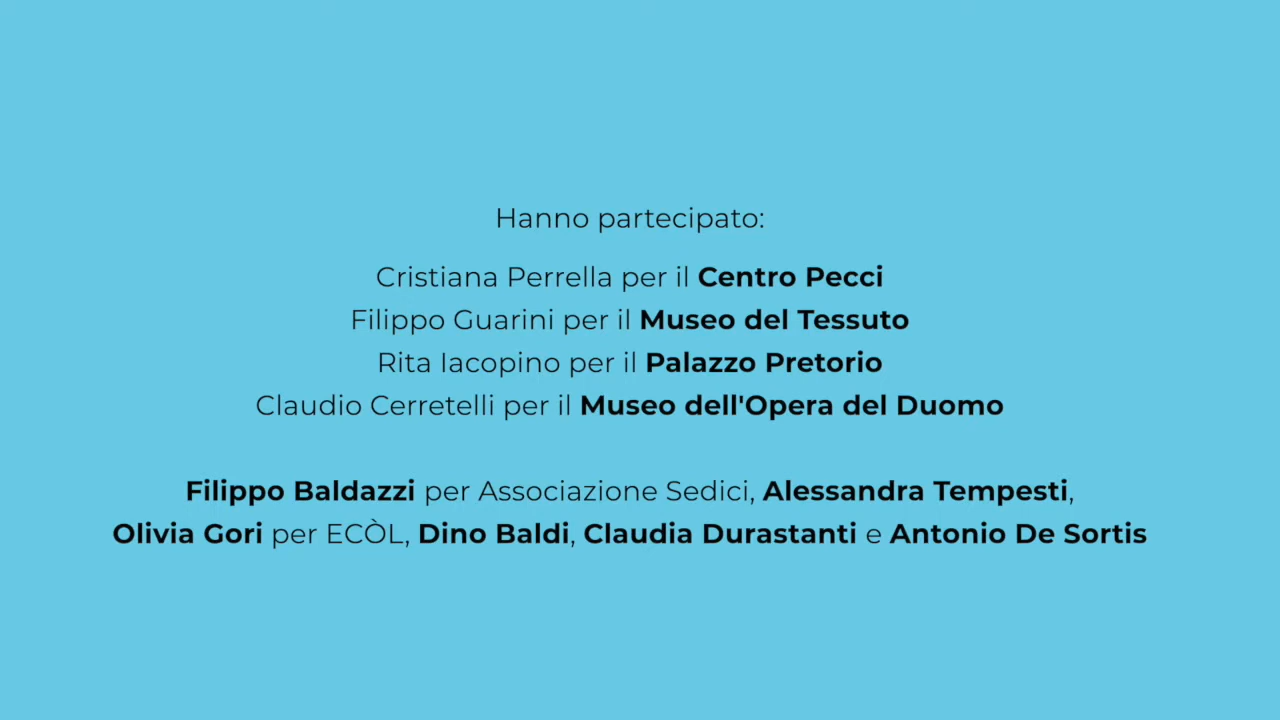 Hanno partecipato:
Cristiana Perrella per il Centro Pecci
Filippo Guarini per il Museo del Tessuto
Rita Iacopino per il Palazzo Pretorio
Claudio Cerretelli per il Museo dell'Opera del Duomo
Filippo Baldazzi per Associazione Sedici, Alessandra Tempesti,
Olivia Gori per ECÒL, Dino Baldi, Claudia Durastanti e Antonio De Sortis